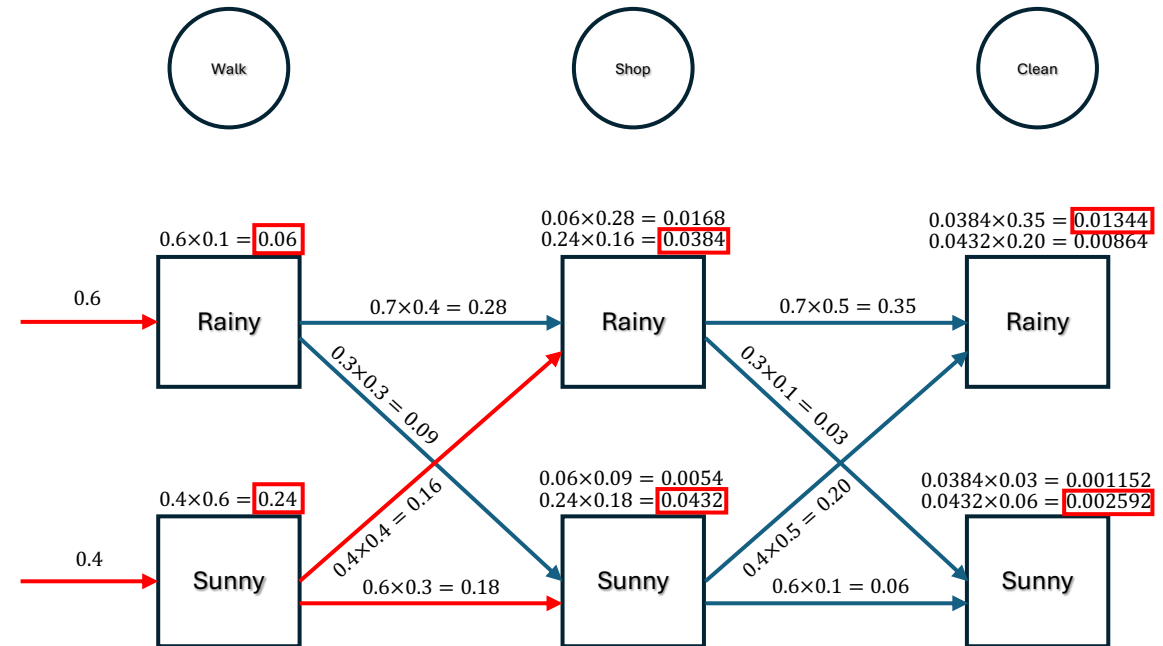 Walk
Shop
Clean
0.6×0.1 = 0.06
0.06×0.28 = 0.0168
0.24×0.16 = 0.0384
0.0384×0.35 = 0.01344
0.0432×0.20 = 0.00864
0.6
Rainy
0.7×0.4 = 0.28
Rainy
0.7×0.5 = 0.35
Rainy
0.3×0.3 = 0.09
0.3×0.1 = 0.03
0.4×0.6 = 0.24
0.06×0.09 = 0.0054
0.24×0.18 = 0.0432
0.0384×0.03 = 0.001152
0.0432×0.06 = 0.002592
0.4×0.4 = 0.16
0.4×0.5 = 0.20
0.4
Sunny
0.6×0.3 = 0.18
Sunny
0.6×0.1 = 0.06
Sunny